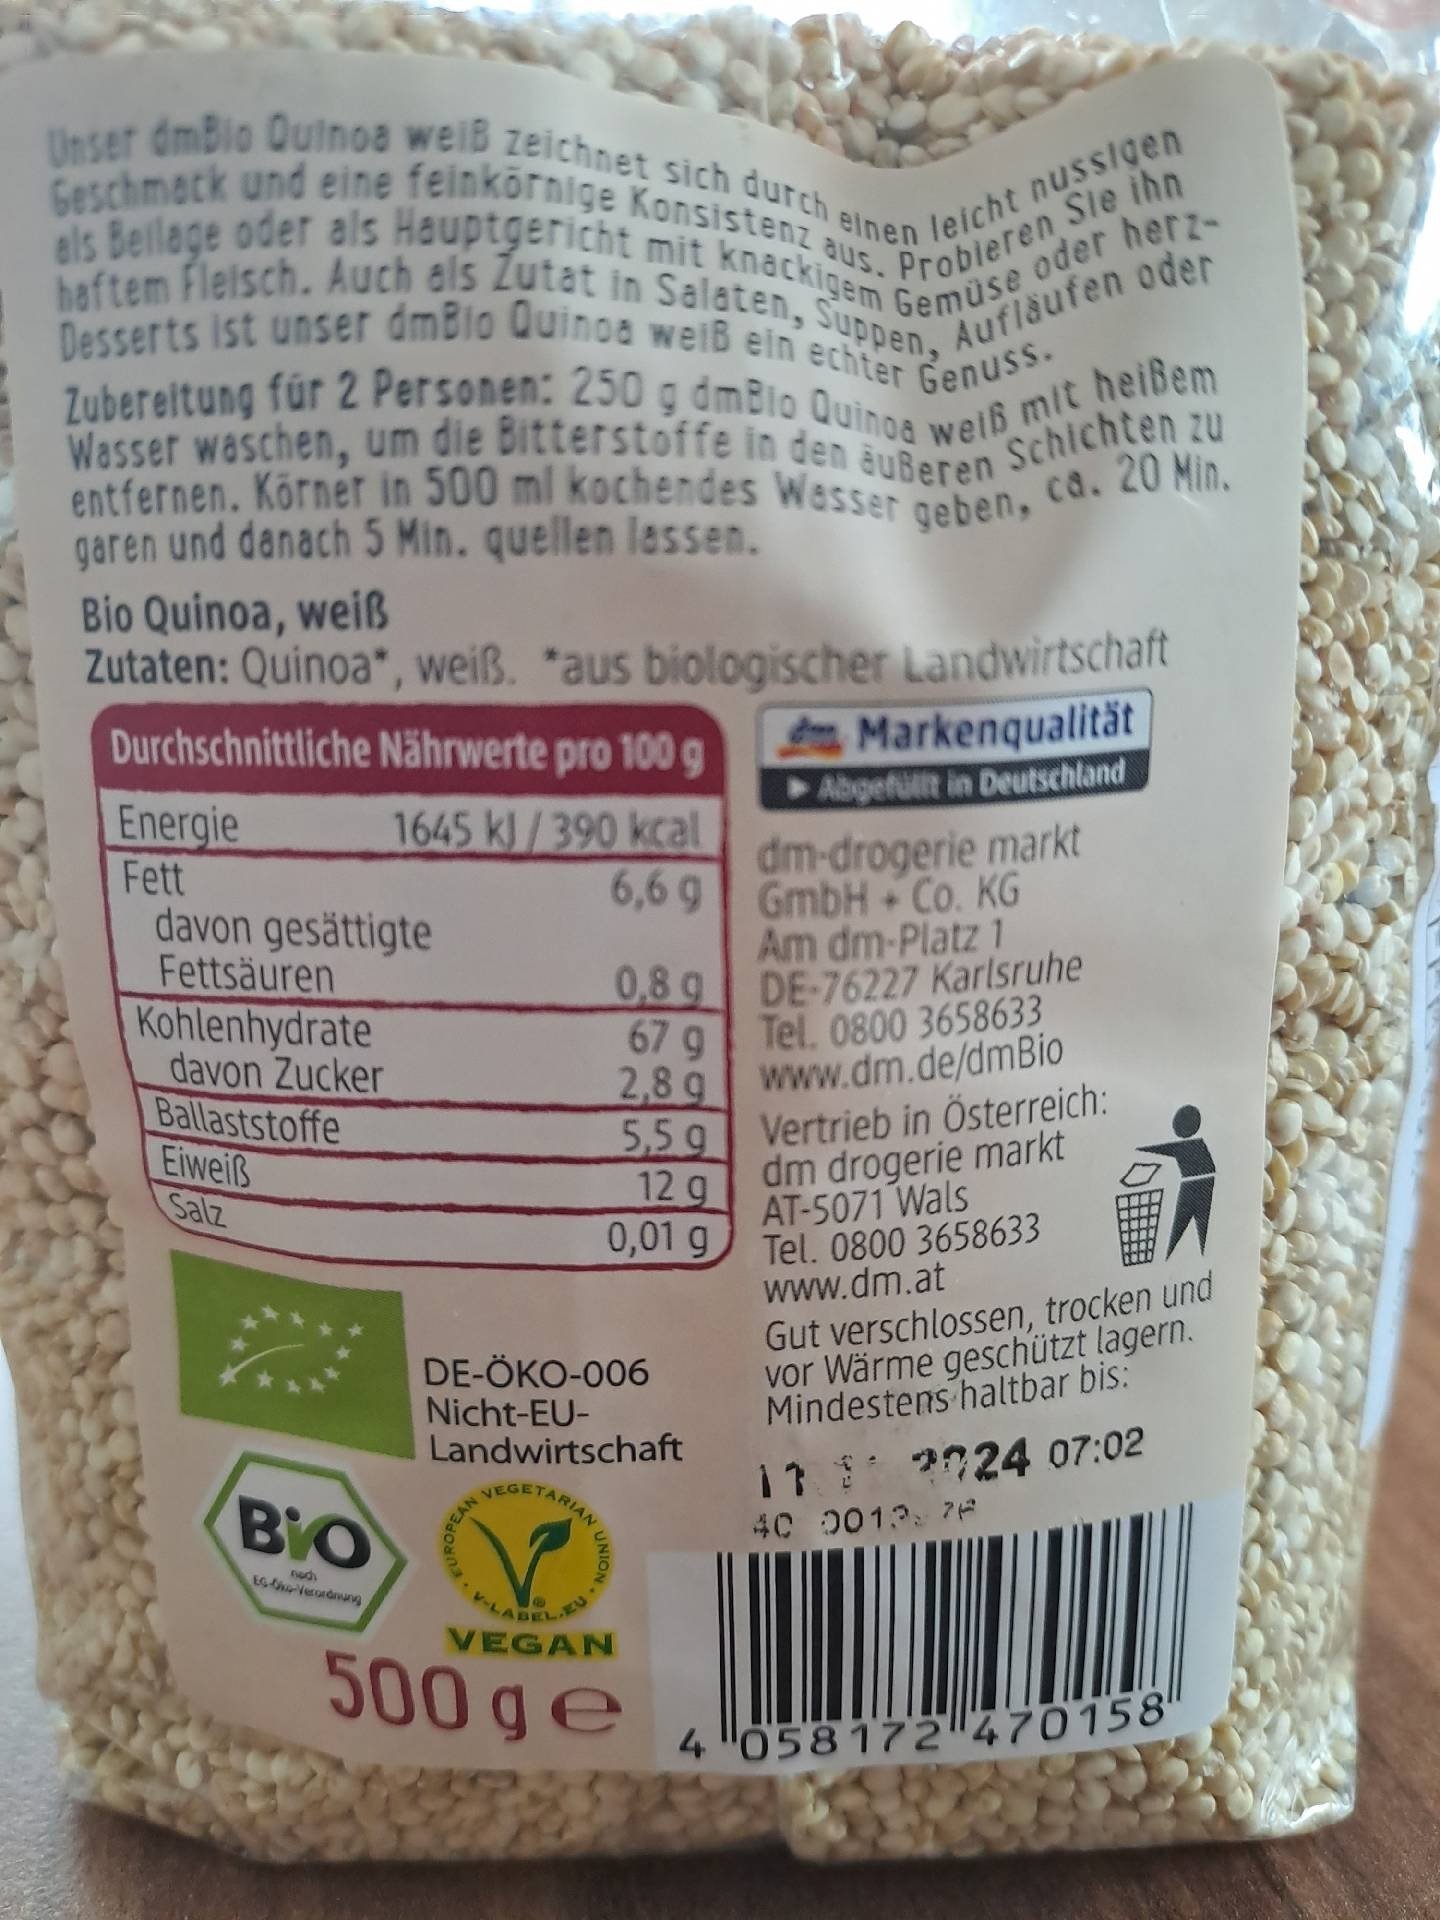 Unser dmBio Quinoa weiß zeichnet sich durch einen leicht nussigen
Geschmack und eine feinkörnige Konsistenz aus. Probieren Sie ihn
als Beilage oder als Hauptgericht mit knackigem Gemüse oder herz-
haftem Fleisch. Auch als Zutat in Salaten, Suppen, Aufläufen oder
Desserts ist unser dmBio Quinoa weiß ein echter Genuss.
Zubereitung für 2 Personen: 250 g dmBio Quinoa weiß mit heißem
Wasser waschen, um die Bitterstoffe in den äußeren Schichten zu
entfernen. Körner in 500 ml kochendes Wasser geben, ca. 20 Min.
garen und danach 5 Min. quellen lassen.
Bio Quinoa, weiß
Zutaten: Quinoa*, weiß. *aus biologischer Landwirtschaft
Durchschnittliche Nährwerte pro 100 g
Energie 1645 kJ / 390 kcal
Fett 6,6 g
davon gesättigte
Fettsäuren 0,8 g
Kohlenhydrate 67 g
davon Zucker 2,8 g
Ballaststoffe 5,5 g
Eiweiß 12 g
Salz 0,01 g
dm Markenqualität
Abgefüllt in Deutschland
dm-drogerie markt
GmbH + Co. KG
Am dm-Platz 1
DE-76227 Karlsruhe
Tel. 0800 3658633
www.dm.de/dmBio
Vertrieb in Österreich:
dm drogerie markt
AT-5071 Wals
Tel. 0800 3658633
www.dm.at
Gut verschlossen, trocken und
vor Wärme geschützt lagern.
Mindestens haltbar bis:
2024 07:02
DE-ÖKO-006
Nicht-EU-
Landwirtschaft
Bio
nach
EG-Öko-Verordnung
EUROPEAN VEGETARIAN UNION
V-LABEL.EU
VEGAN
500 g e
4 058172 470158